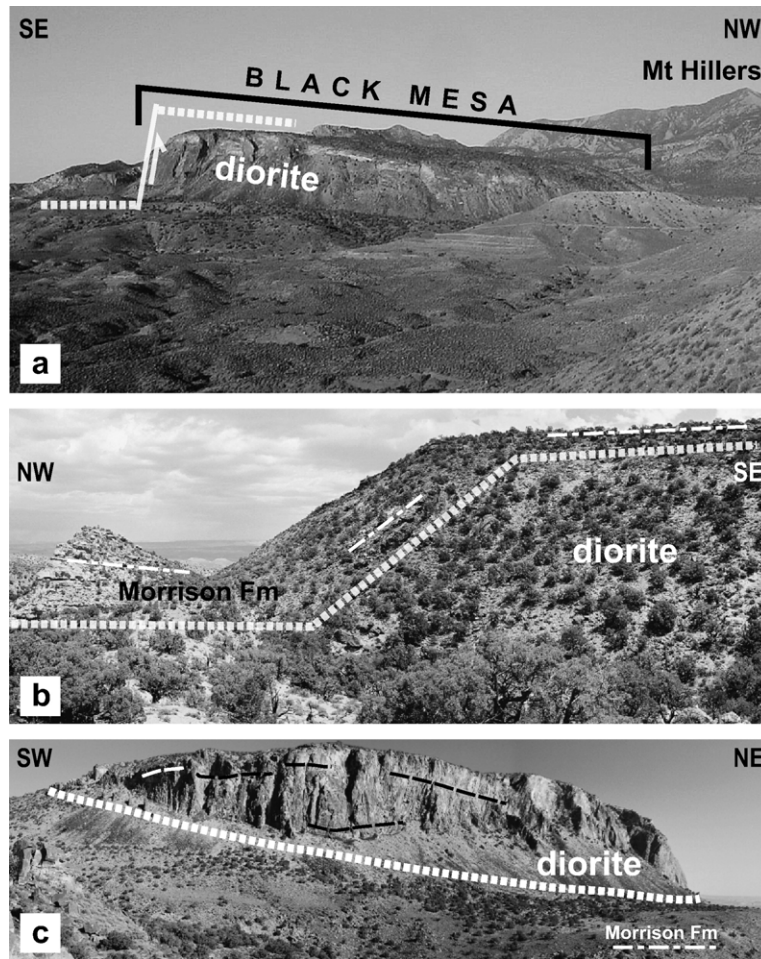 SE
NW
Mt Hillers
BLACK MESA
diorite
a
NW
SE
Morrison Fm
diorite
b
SW
NE
diorite
Morrison Fm
c